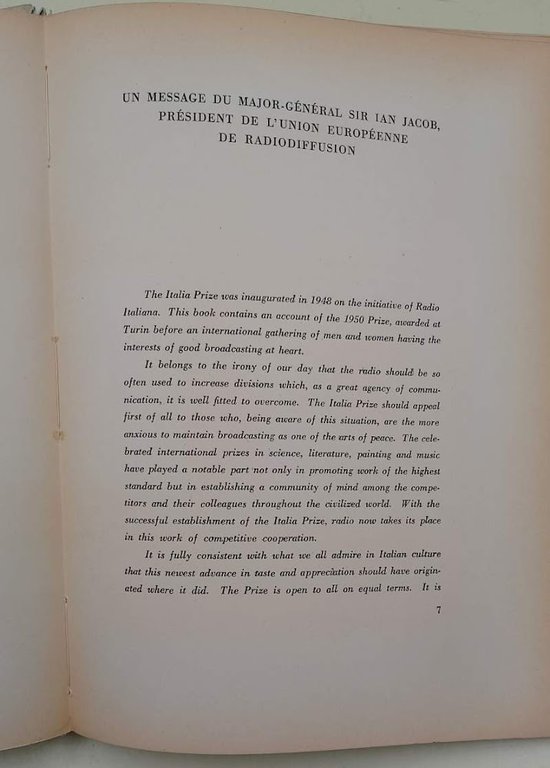 UN MESSAGE DU MAJOR-GÉNÉRAL SIR IAN JACOB,
PRÉSIDENT DE L'UNION EUROPÉENNE
DE RADIODIFFUSION
The Italia Prize was inaugurated in 1948 on the initiative of Radio
Italiana. This book contains an account of the 1950 Prize, awarded at
Turin before an international gathering of men and women having the
interests of good broadcasting at heart.
It belongs to the irony of our day that the radio should be so
often used to increase divisions which, as a great agency of commu-
nication, it is well fitted to overcome. The Italia Prize should appeal
first of all to those who, being aware of this situation, are the more
anxious to maintain broadcasting as one of the arts of peace. The cele-
brated international prizes in science, literature, painting and music
have played a notable part not only in promoting work of the highest
standard but in establishing a community of mind among the compe-
titors and their colleagues throughout the civilized world. With the
successful establishment of the Italia Prize, radio now takes its place
in this work of competitive cooperation.
It is fully consistent with what we all admire in Italian culture
that this newest advance in taste and appreciation should have origin-
ated where it did. The Prize is open to all on equal terms. It is
7